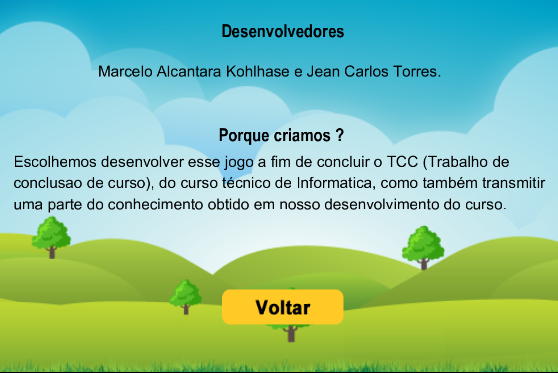 Desenvolvedores
Marcelo Alcantara Kohlhase e Jean Carlos Torres.
Porque criamos ?
Escolhemos desenvolver esse jogo a fim de concluir o TCC (Trabalho de
conclusao de curso), do curso técnico de Informatica, como também transmitir
uma parte do conhecimento obtido em nosso desenvolvimento do curso.
Voltar